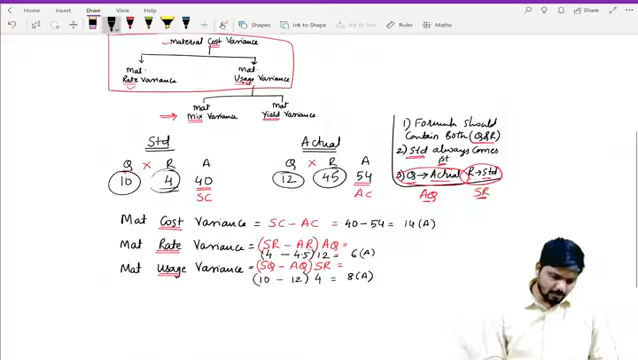 File Home Insert Draw View Help
Shapes Ink to Shape Ruler Maths
Material Cost Variance
Mat Mat
Rate Variance Usage Variance
Mat Mat
Mix Variance Yield Variance
1) Formula Should
Contain Both (Q&R)
2) Std always comes
1st
3) Q → Actual R → Std
AQ SR
Std Actual
Q × R A Q × R A
10 4 40 12 45 54
SC AC
Mat Cost Variance = SC - AC = 40 - 54 = 14 (A)
Mat Rate Variance = (SR - AR) AQ =
(4 - 4.5) 12 = 6 (A)
Mat Usage Variance = (SQ - AQ) SR =
(10 - 12) 4 = 8 (A)